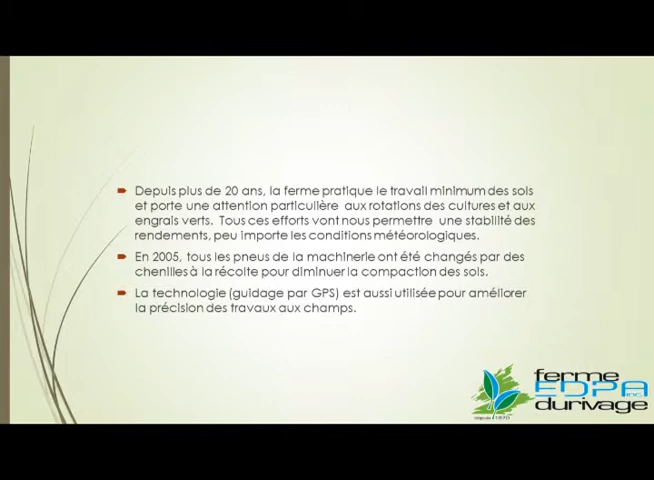 Depuis plus de 20 ans, la ferme pratique le travail minimum des sols
et porte une attention particulière aux rotations des cultures et aux
engrais verts. Tous ces efforts vont nous permettre une stabilité des
rendements, peu importe les conditions météorologiques.
En 2005, tous les pneus de la machinerie ont été changés par des
chenilles à la récolte pour diminuer la compaction des sols.
La technologie (guidage par GPS) est aussi utilisée pour améliorer
la précision des travaux aux champs.
ferme
EDPA inc.
durivage